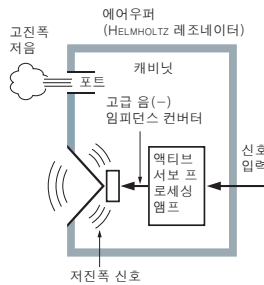 에어우퍼
(HELMHOLTZ 레조네이터)
고진폭
저음
캐비닛
포트
고급 음(−)
임피던스 컨버터
액티브
서보 프
로세싱
앰프
신호
입력
저진폭 신호